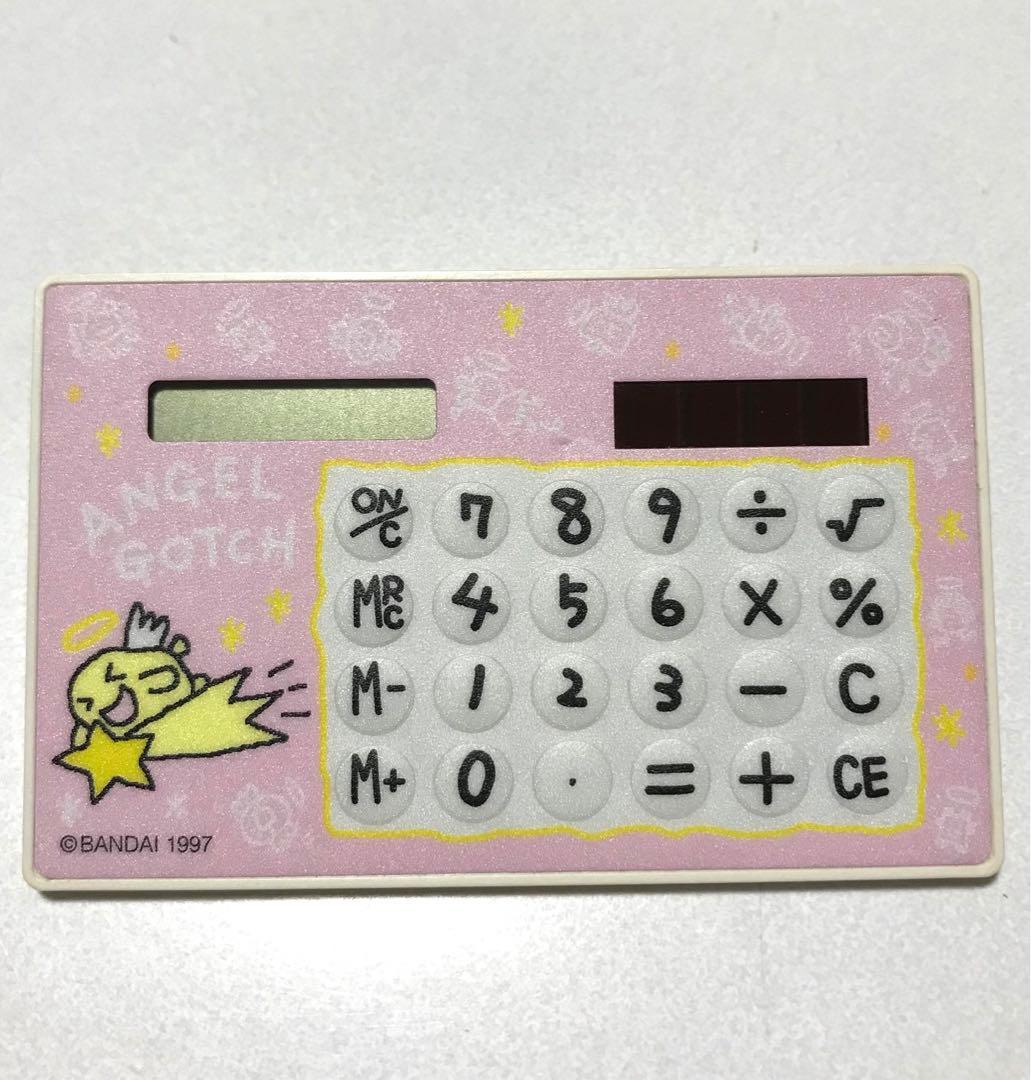 ANGEL
GOTCH
ON/C 7 8 9 ÷ √
MRC 4 5 6 × %
M- 1 2 3 − C
M+ 0 . = + CE
©BANDAI 1997